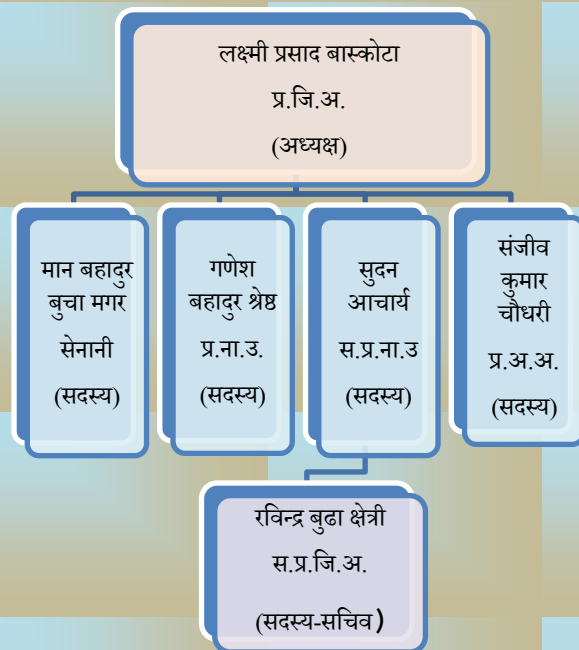 लक्ष्मी प्रसाद बास्कोटा
प्र.जि.अ.
(अध्यक्ष)
मान बहादुर
बुचा मगर
सेनानी
(सदस्य)
गणेश
बहादुर श्रेष्ठ
प्र.ना.उ.
(सदस्य)
सुदन
आचार्य
स.प्र.ना.उ
(सदस्य)
संजीव
कुमार
चौधरी
प्र.अ.अ.
(सदस्य)
रविन्द्र बुढा क्षेत्री
स.प्र.जि.अ.
(सदस्य-सचिव)